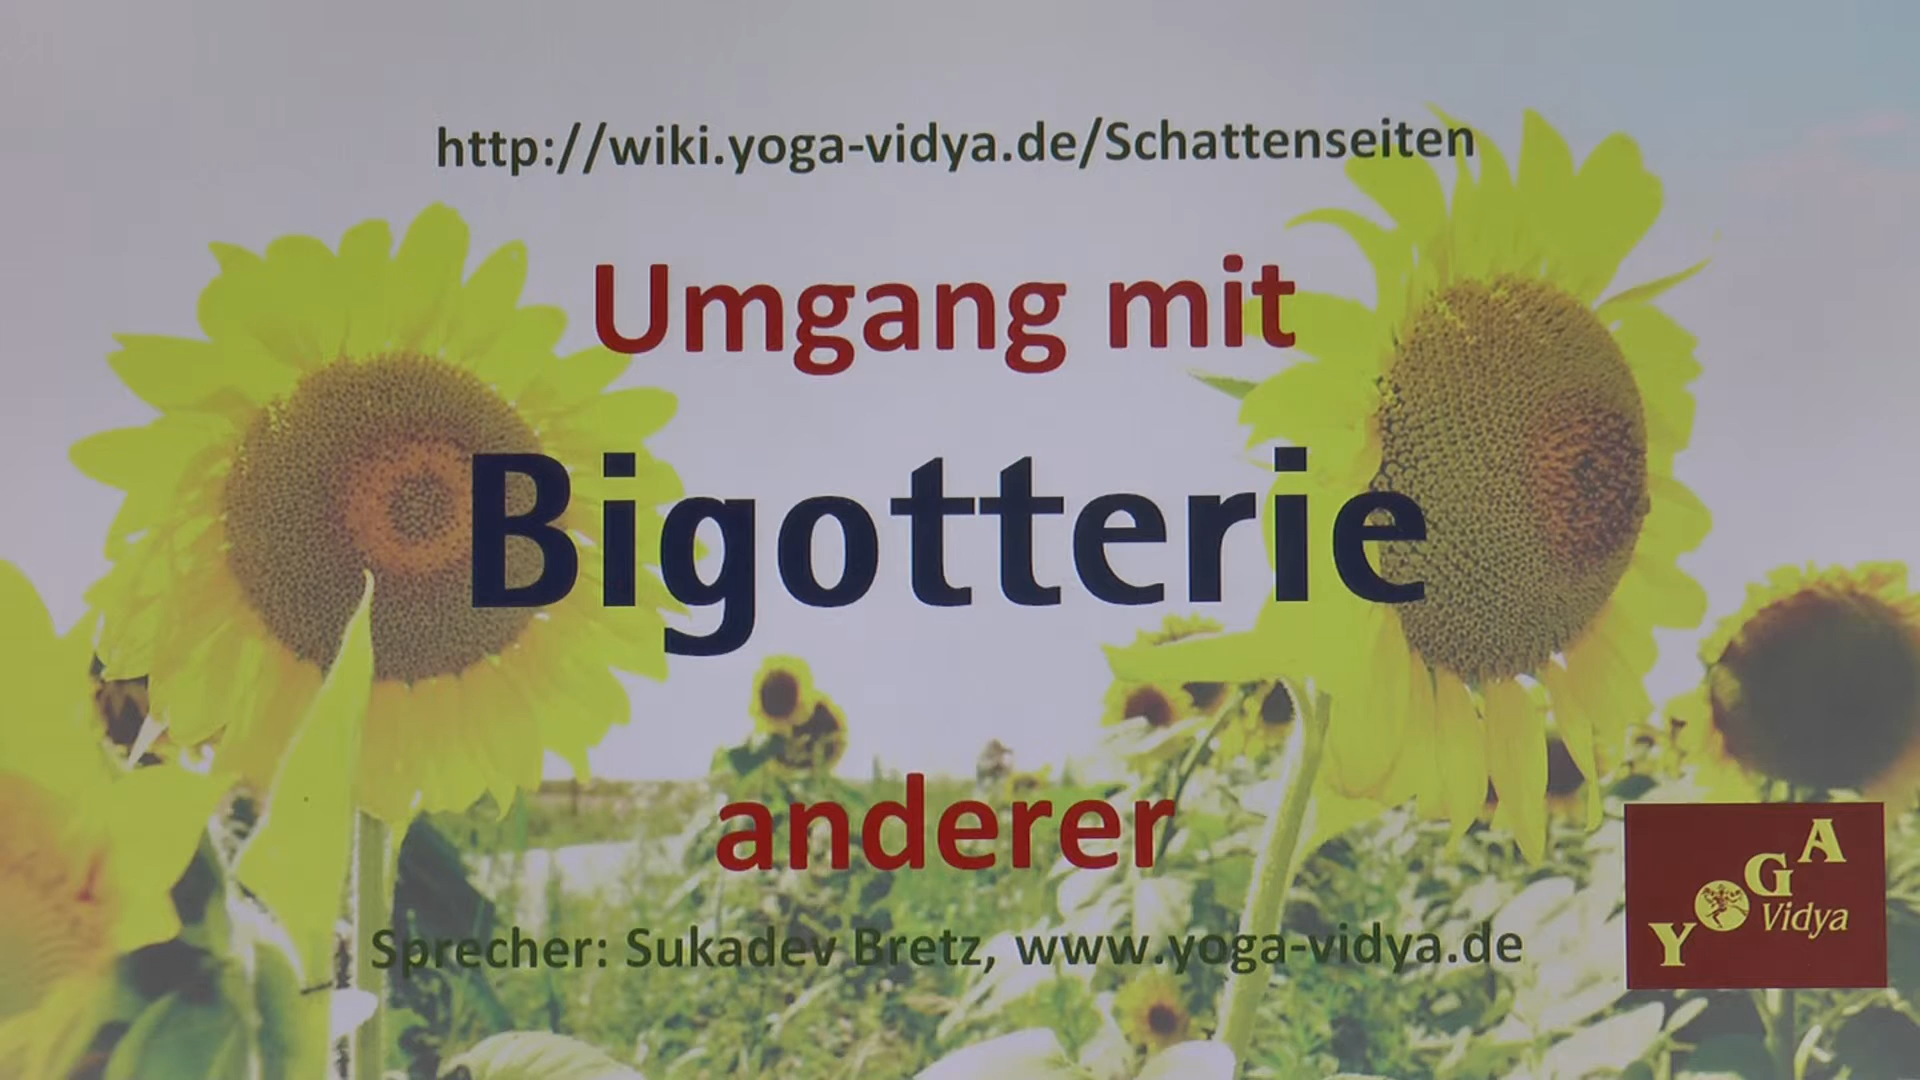 http://wiki.yoga-vidya.de/Schattenseiten
Umgang mit
Bigotterie
anderer
Sprecher: Sukadev Bretz, www.yoga-vidya.de
YOGA
Vidya